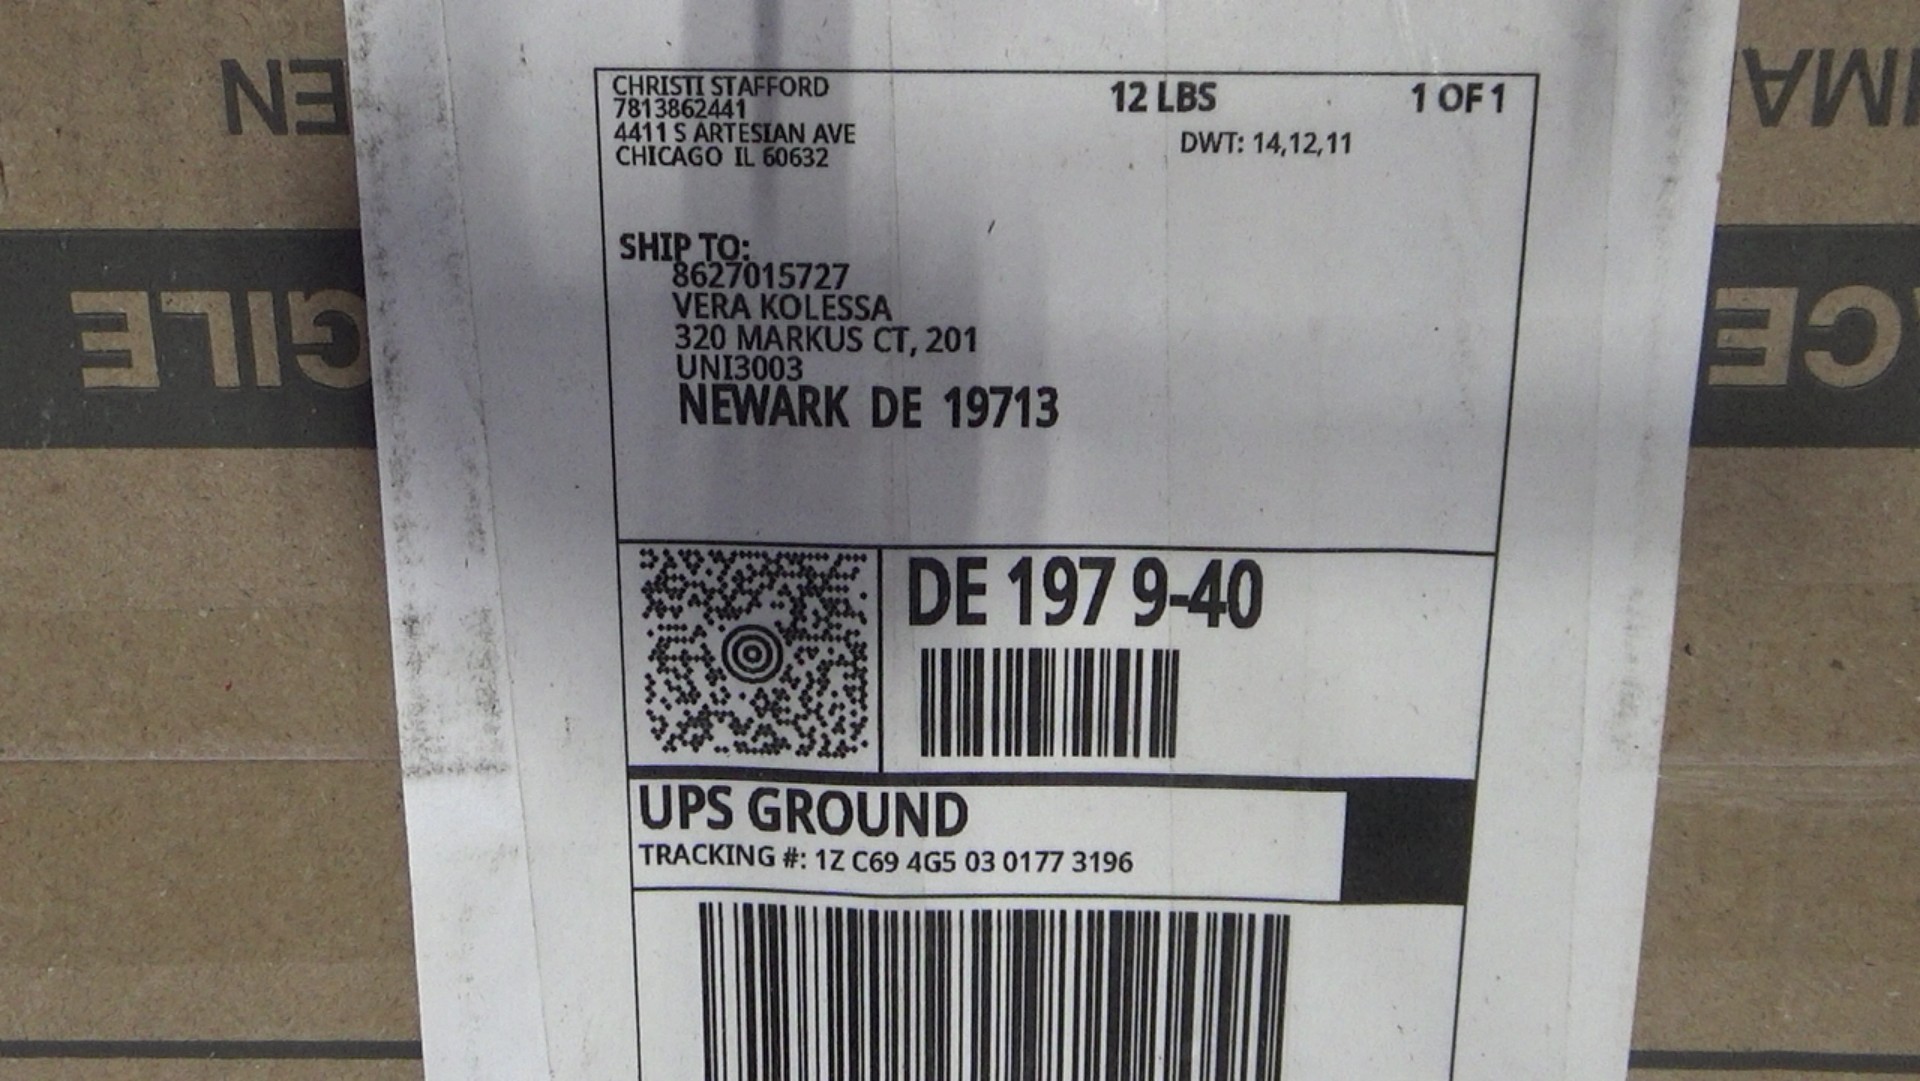 CHRISTI STAFFORD
7813862441
4411 S ARTESIAN AVE
CHICAGO IL 60632
12 LBS
1 OF 1
DWT: 14,12,11
SHIP TO:
8627015727
VERA KOLESSA
320 MARKUS CT, 201
UNI3003
NEWARK DE 19713
DE 197 9-40
UPS GROUND
TRACKING #: 1Z C69 4G5 03 0177 3196